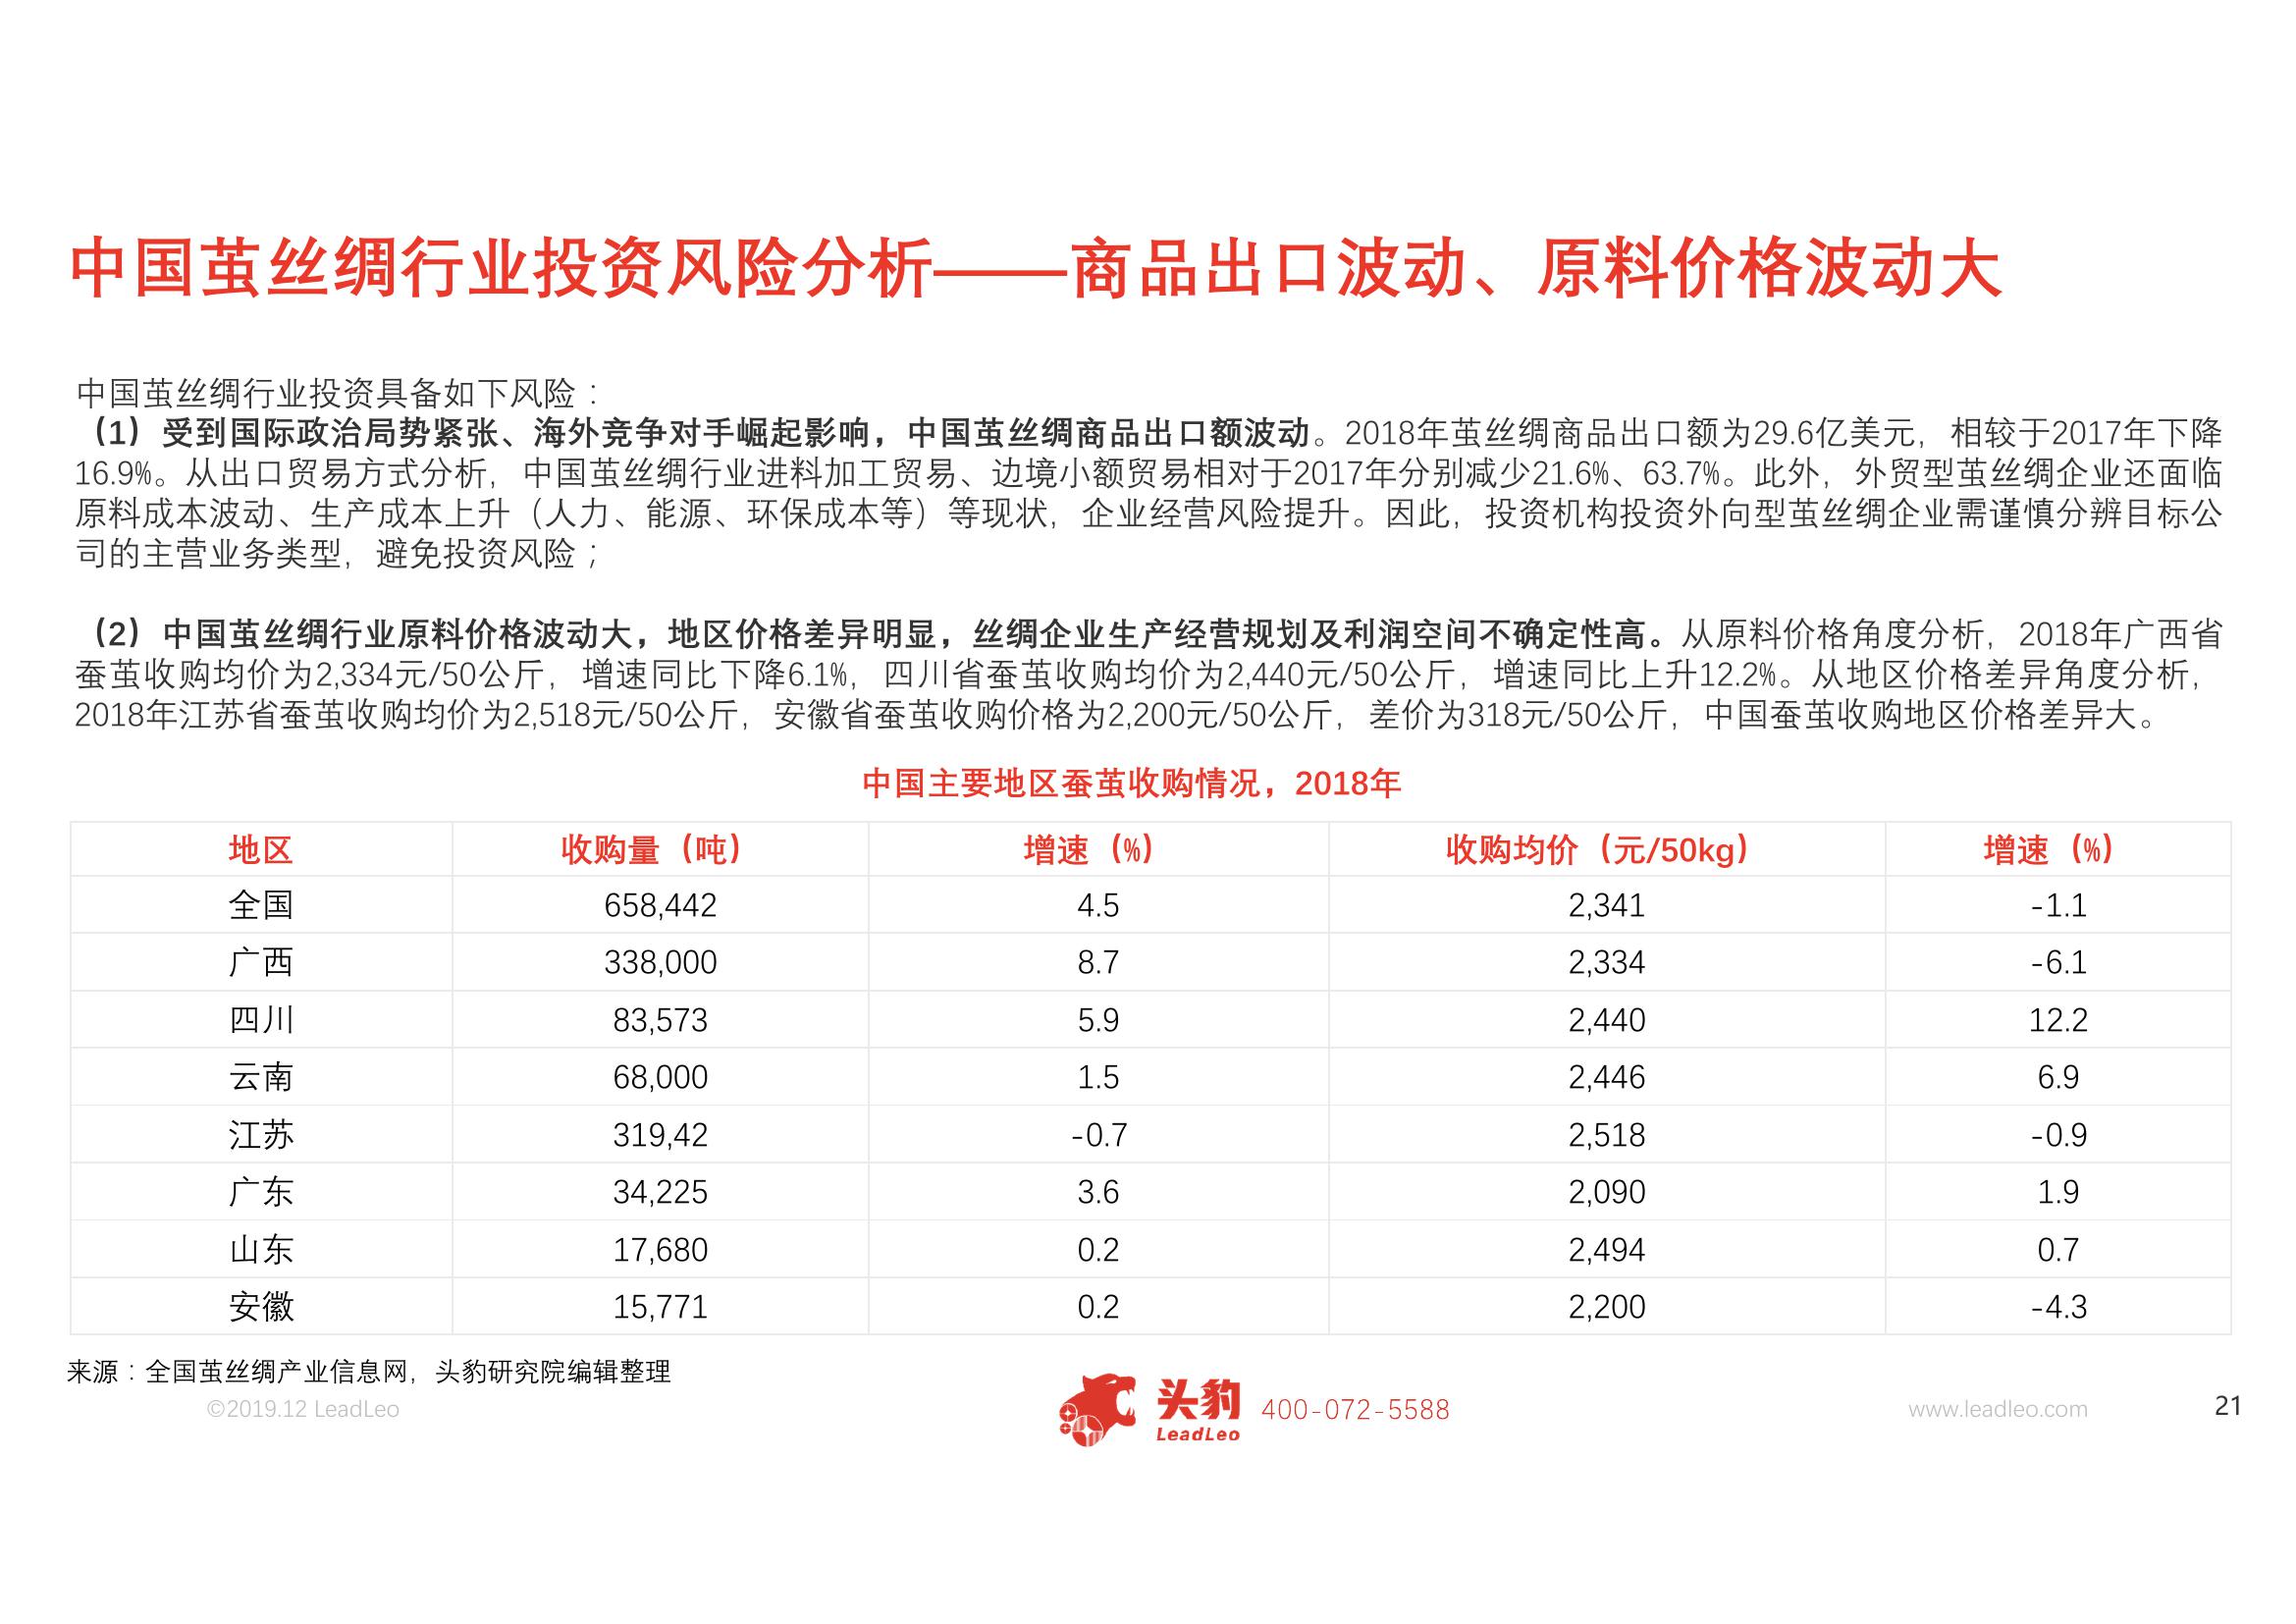 中国茧丝绸行业投资风险分析——商品出口波动、原料价格波动大
中国茧丝绸行业投资具备如下风险：
（1）受到国际政治局势紧张、海外竞争对手崛起影响，中国茧丝绸商品出口额波动。2018年茧丝绸商品出口额为29.6亿美元，相较于2017年下降
16.9%。从出口贸易方式分析，中国茧丝绸行业进料加工贸易、边境小额贸易相对于2017年分别减少21.6%、63.7%。此外，外贸型茧丝绸企业还面临
原料成本波动、生产成本上升（人力、能源、环保成本等）等现状，企业经营风险提升。因此，投资机构投资外向型茧丝绸企业需谨慎分辨目标公
司的主营业务类型，避免投资风险；
（2）中国茧丝绸行业原料价格波动大，地区价格差异明显，丝绸企业生产经营规划及利润空间不确定性高。从原料价格角度分析，2018年广西省
蚕茧收购均价为2,334元/50公斤，增速同比下降6.1%，四川省蚕茧收购均价为2,440元/50公斤，增速同比上升12.2%。从地区价格差异角度分析，
2018年江苏省蚕茧收购均价为2,518元/50公斤，安徽省蚕茧收购价格为2,200元/50公斤，差价为318元/50公斤，中国蚕茧收购地区价格差异大。
中国主要地区蚕茧收购情况，2018年
地区 收购量（吨） 增速（%） 收购均价（元/50kg） 增速（%）
全国 658,442 4.5 2,341 -1.1
广西 338,000 8.7 2,334 -6.1
四川 83,573 5.9 2,440 12.2
云南 68,000 1.5 2,446 6.9
江苏 319,42 -0.7 2,518 -0.9
广东 34,225 3.6 2,090 1.9
山东 17,680 0.2 2,494 0.7
安徽 15,771 0.2 2,200 -4.3
来源：全国茧丝绸产业信息网，头豹研究院编辑整理
©2019.12 LeadLeo
头豹
LeadLeo
400-072-5588
www.leadleo.com
21